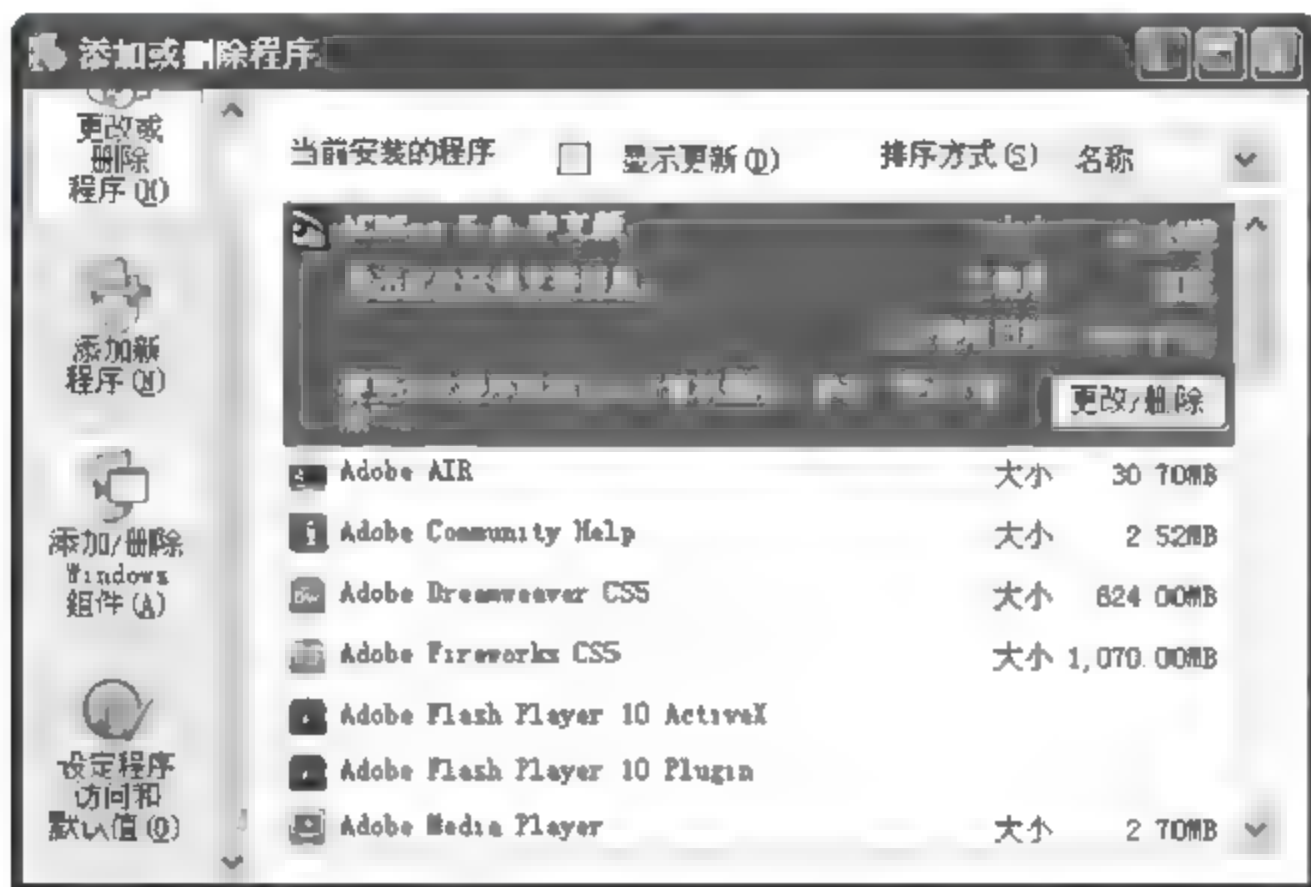 添加或删除程序
更改或
删除
程序(H)
添加新
程序(N)
添加/删除
Windows
组件(A)
设定程序
访问和
默认值(O)
当前安装的程序 显示更新(D) 排序方式(S) 名称
中文版
更改/删除
Adobe AIR 大小 30.70MB
Adobe Community Help 大小 2.52MB
Adobe Dreamweaver CS5 大小 624.00MB
Adobe Fireworks CS5 大小 1,070.00MB
Adobe Flash Player 10 ActiveX
Adobe Flash Player 10 Plugin
Adobe Media Player 大小 2.70MB